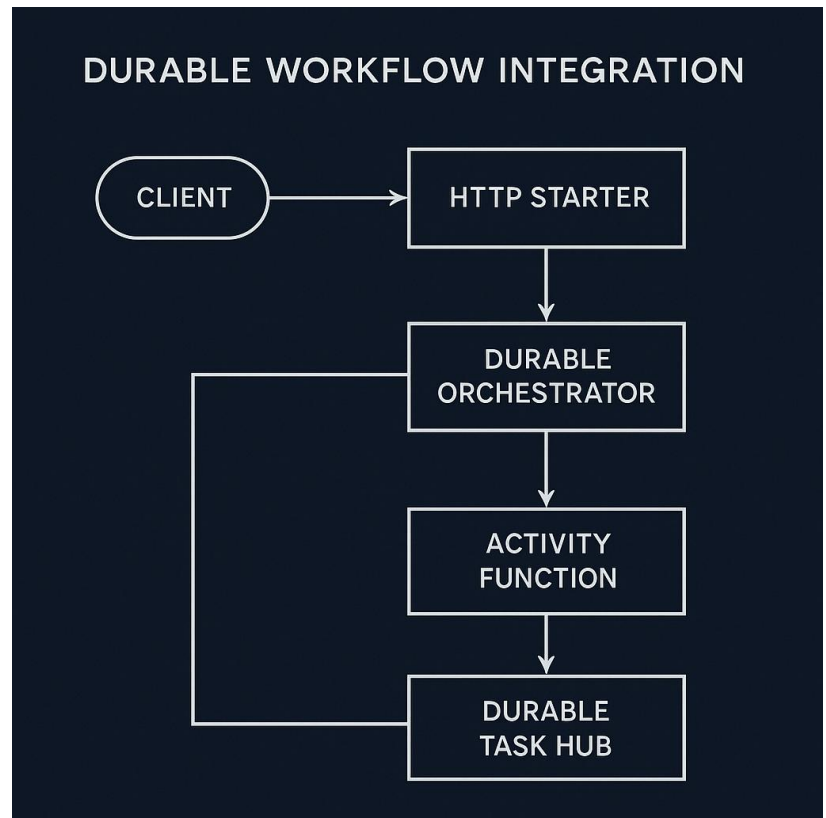 DURABLE WORKFLOW INTEGRATION
CLIENT
HTTP STARTER
DURABLE
ORCHESTRATOR
ACTIVITY
FUNCTION
DURABLE
TASK HUB